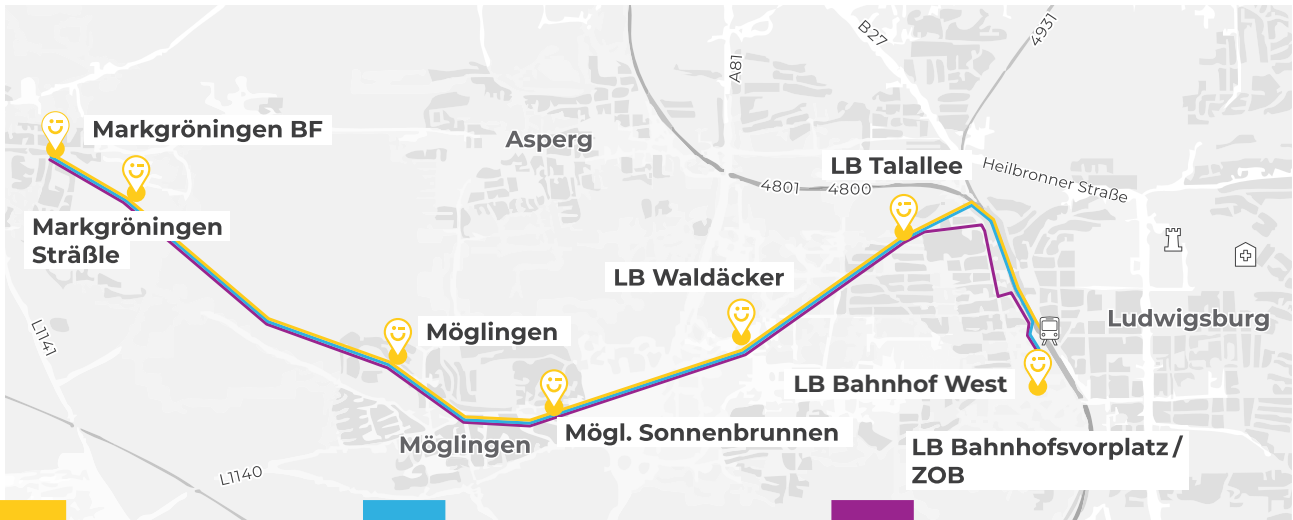 B27
4931
A81
Markgröningen BF
Asperg
LB Talallee
Heilbronner Straße
4801
4800
Markgröningen
Sträßle
LB Waldäcker
Ludwigsburg
L1141
Möglingen
LB Bahnhof West
Mögl. Sonnenbrunnen
Möglingen
LB Bahnhofsvorplatz /
ZOB
L1140